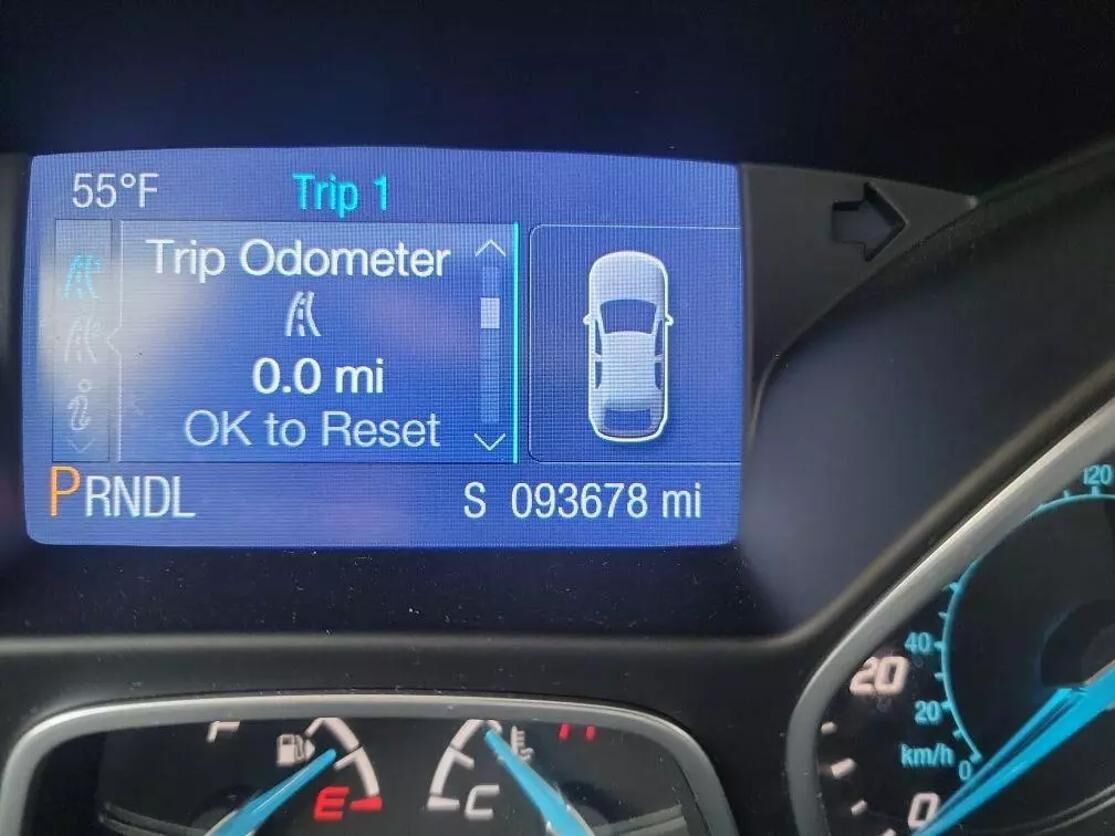 55°F Trip 1
Trip Odometer
0.0 mi
OK to Reset
PRNDL S 093678 mi
120
40
20
20
km/h
0
0
F
E C